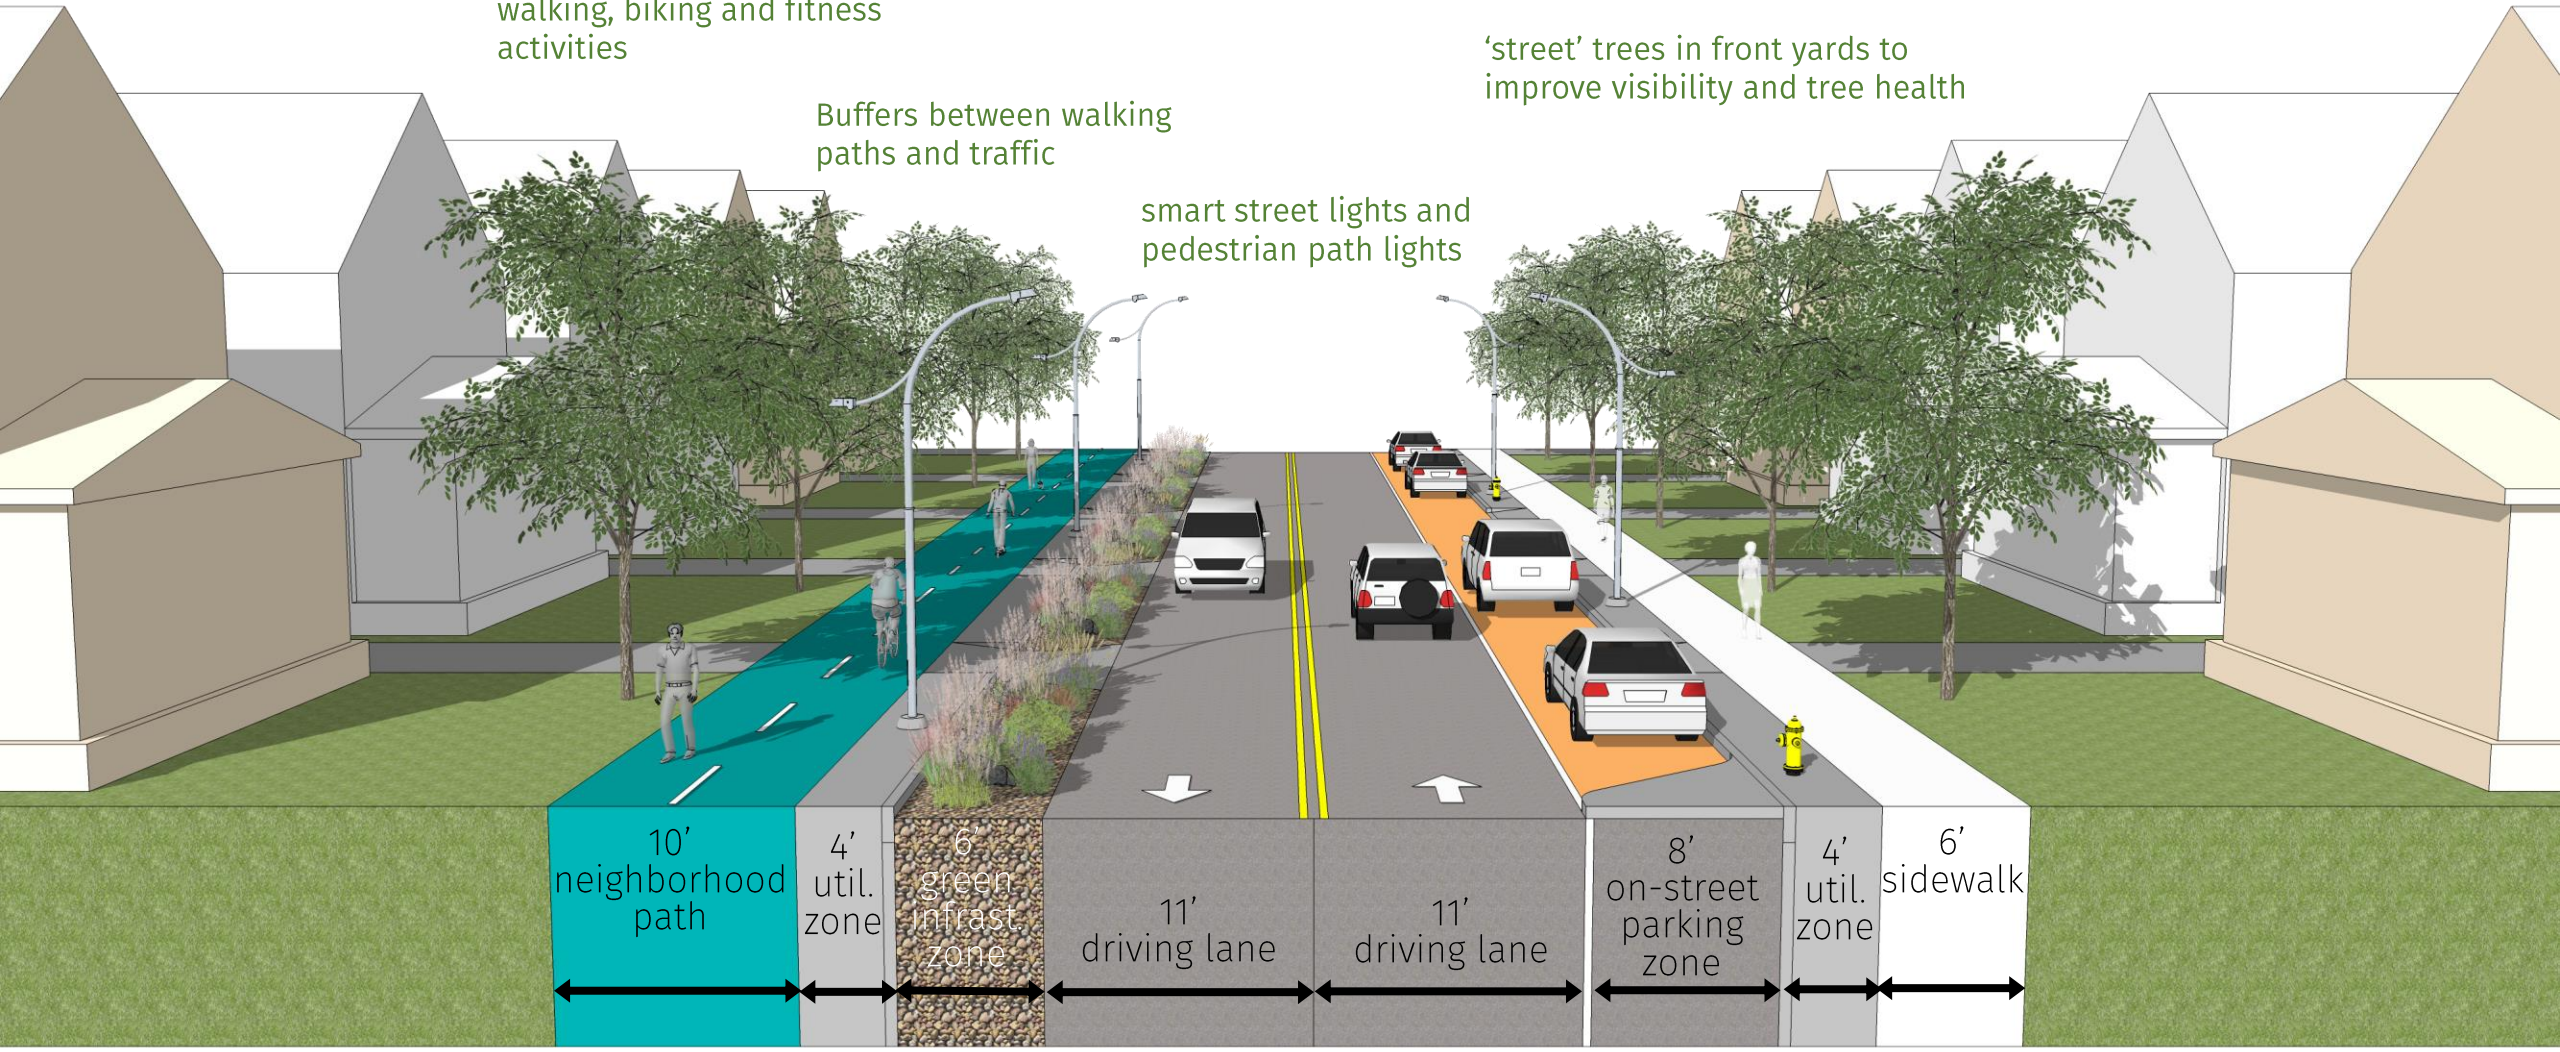 walking, biking and fitness
activities
‘street’ trees in front yards to
improve visibility and tree health
Buffers between walking
paths and traffic
smart street lights and
pedestrian path lights
10’
neighborhood
path
4’
util.
zone
6’
green
infrast.
zone
11’
driving lane
11’
driving lane
8’
on-street
parking
zone
4’
util.
zone
6’
sidewalk